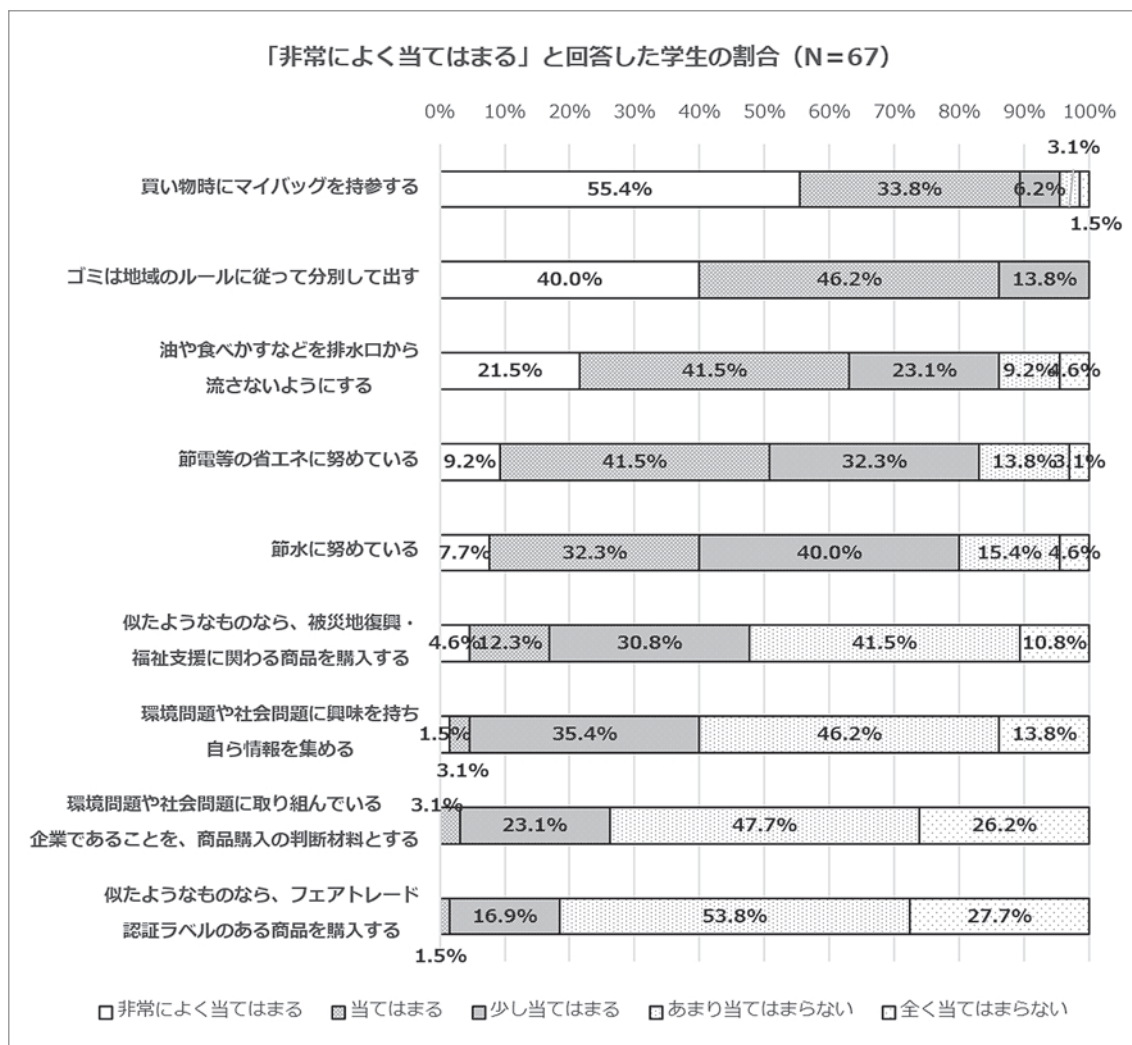 「非常によく当てはまる」と回答した学生の割合（N＝67）
0% 10% 20% 30% 40% 50% 60% 70% 80% 90% 100%
3.1%
買い物時にマイバッグを持参する 55.4% 33.8% 6.2%
1.5%
ゴミは地域のルールに従って分別して出す 40.0% 46.2% 13.8%
油や食べかすなどを排水口から
流さないようにする
21.5% 41.5% 23.1% 9.2% 4.6%
節電等の省エネに努めている 9.2% 41.5% 32.3% 13.8% 3.1%
節水に努めている 7.7% 32.3% 40.0% 15.4% 4.6%
似たようなものなら、被災地復興・
福祉支援に関わる商品を購入する
4.6% 12.3% 30.8% 41.5% 10.8%
環境問題や社会問題に興味を持ち
自ら情報を集める
1.5% 35.4% 46.2% 13.8%
3.1%
環境問題や社会問題に取り組んでいる
企業であることを、商品購入の判断材料とする
3.1% 23.1% 47.7% 26.2%
似たようなものなら、フェアトレード
認証ラベルのある商品を購入する
16.9% 53.8% 27.7%
1.5%
非常によく当てはまる 当てはまる 少し当てはまる あまり当てはまらない 全く当てはまらない